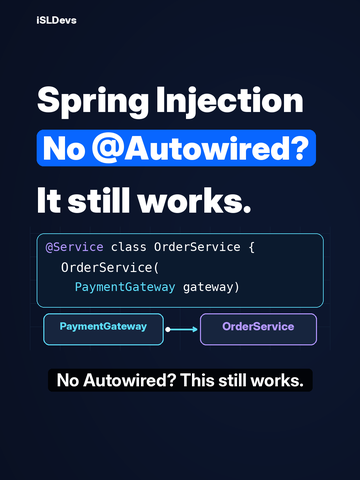 iSLDevs
Spring Injection
No @Autowired?
It still works.
@Service class OrderService {
OrderService(
PaymentGateway gateway)
PaymentGateway
OrderService
No Autowired? This still works.